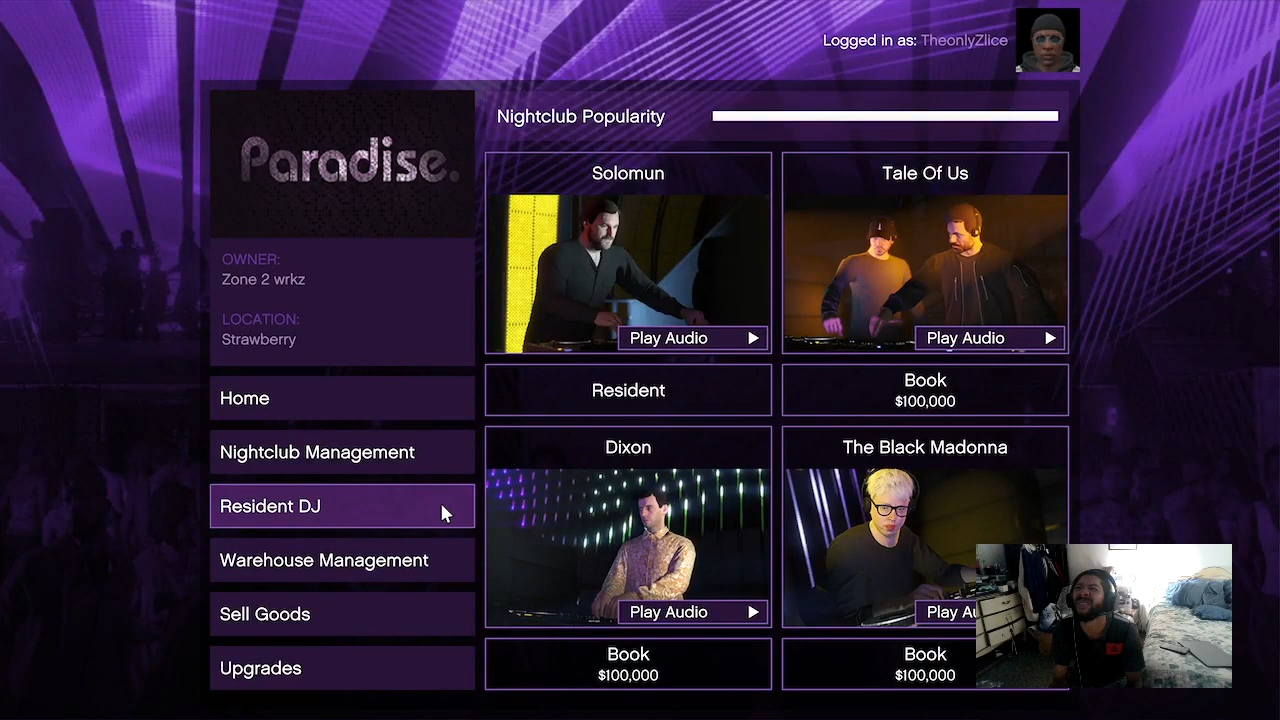 Logged in as: TheonlyZlice
Paradise.
OWNER:
Zone 2 wrkz
LOCATION:
Strawberry
Home
Nightclub Management
Resident DJ
Warehouse Management
Sell Goods
Upgrades
Nightclub Popularity
Solomun
Play Audio
Resident
Tale Of Us
Play Audio
Book
$100,000
Dixon
Play Audio
Book
$100,000
The Black Madonna
Play
Book
$100,000